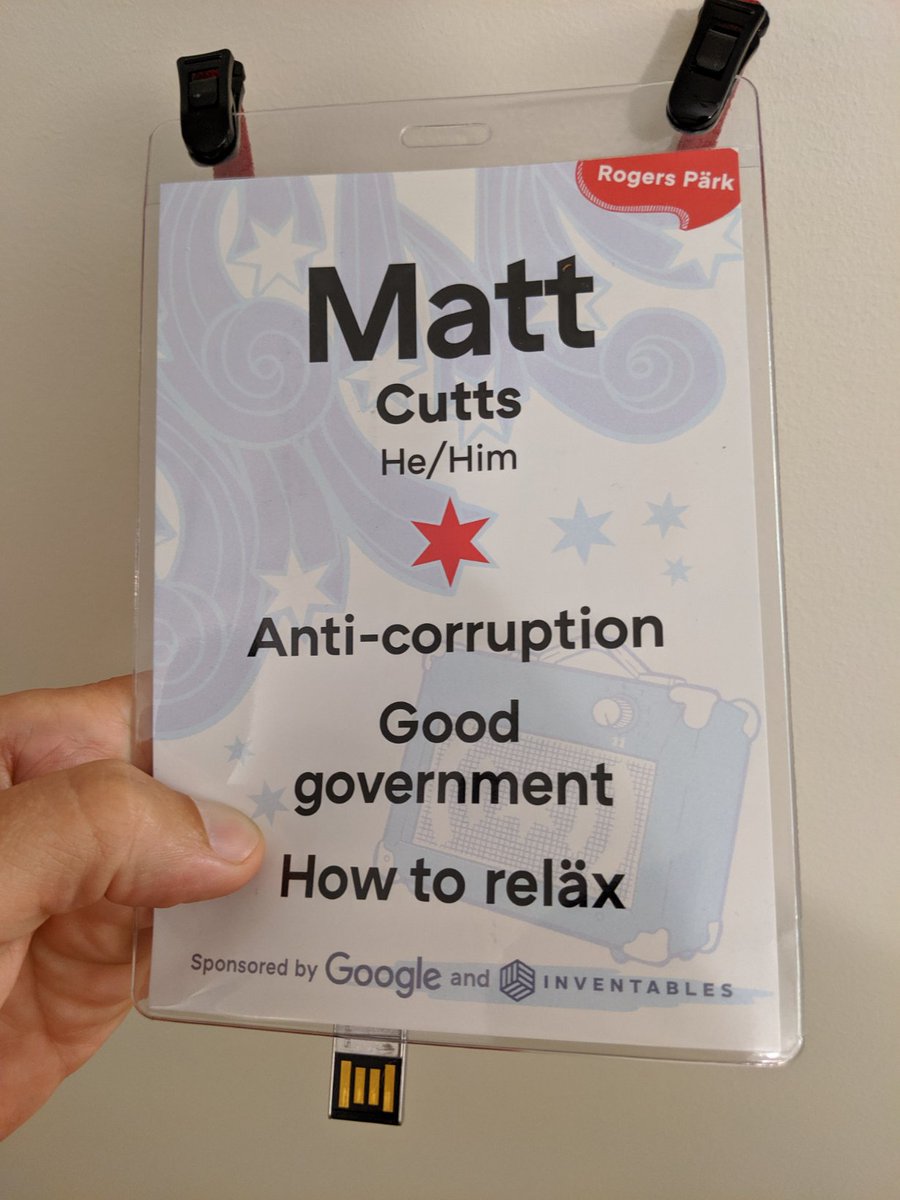 Rogers Pärk
Matt
Cutts
He/Him
Anti-corruption
Good
government
How to reläx
Sponsored by Google and INVENTABLES